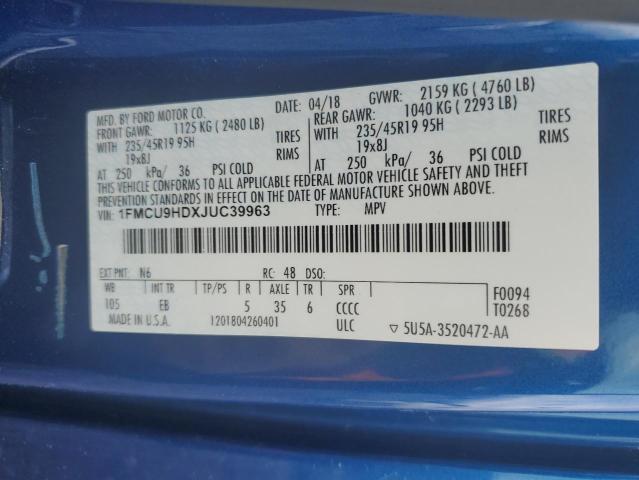 MFD. BY FORD MOTOR CO. DATE: 04/18 GVWR: 2159 KG ( 4760 LB)
FRONT GAWR: 1125 KG ( 2480 LB) REAR GAWR: 1040 KG ( 2293 LB)
WITH 235/45R19 95H TIRES WITH 235/45R19 95H TIRES
19x8J RIMS 19x8J RIMS
AT 250 kPa/ 36 PSI COLD AT 250 kPa/ 36 PSI COLD
THIS VEHICLE CONFORMS TO ALL APPLICABLE FEDERAL MOTOR VEHICLE SAFETY AND THEFT
PREVENTION STANDARDS IN EFFECT ON THE DATE OF MANUFACTURE SHOWN ABOVE.
VIN: 1FMCU9HDXJUC39963 TYPE: MPV
EXT PNT: N6 RC: 48 DSO:
WB INT TR TP/PS R AXLE TR SPR F0094
105 EB 5 35 6 CCCC T0268
MADE IN U.S.A. 1201804260401 ULC ▽ 5U5A-3520472-AA